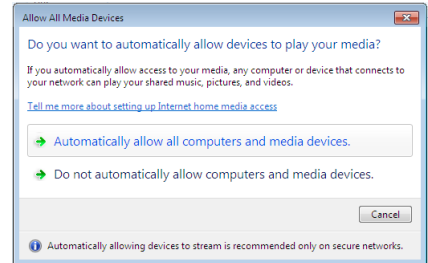 Allow All Media Devices
Do you want to automatically allow devices to play your media?
If you automatically allow access to your media, any computer or device that connects to
your network can play your shared music, pictures, and videos.
Tell me more about setting up Internet home media access
Automatically allow all computers and media devices.
Do not automatically allow computers and media devices.
Cancel
Automatically allowing devices to stream is recommended only on secure networks.